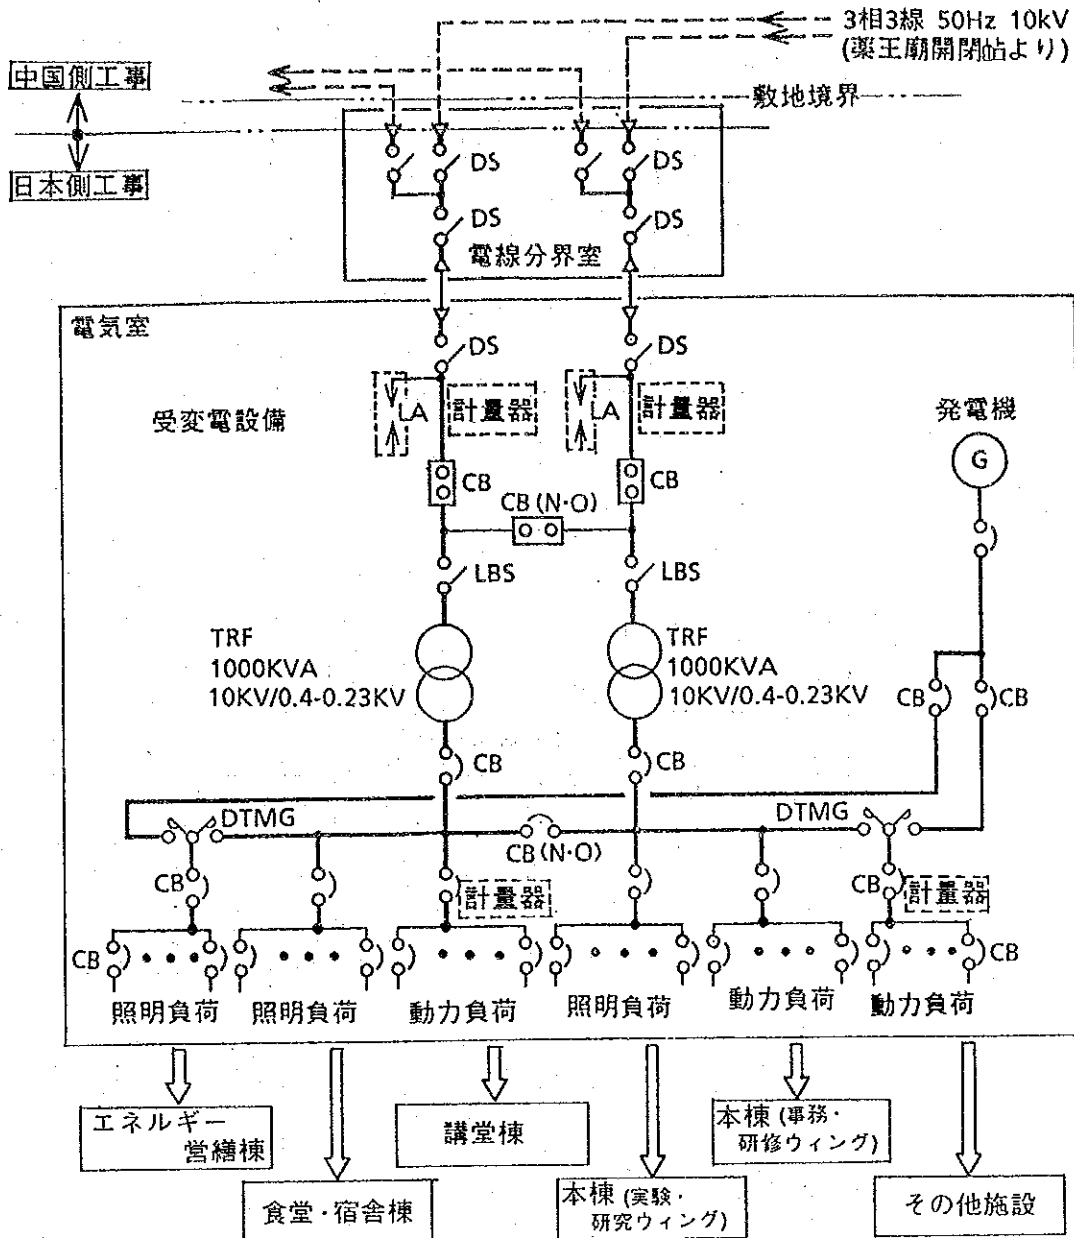 3相3線 50Hz 10kV
(薬王廟開閉站より)
中国側工事
敷地境界
日本側工事
DS
DS
DS
DS
電線分界室
電気室
DS
DS
受変電設備
LA
計量器
LA
計量器
発電機
G
CB
CB
CB (N·O)
LBS
LBS
TRF
1000KVA
10KV/0.4-0.23KV
TRF
1000KVA
10KV/0.4-0.23KV
CB
CB
CB
CB
DTMG
DTMG
CB (N·O)
CB
計量器
CB
計量器
CB
CB
照明負荷
照明負荷
動力負荷
照明負荷
動力負荷
動力負荷
エネルギー
営繕棟
講堂棟
本棟 (事務・
研修ウィング)
食堂・宿舎棟
本棟 (実験・
研究ウィング)
その他施設